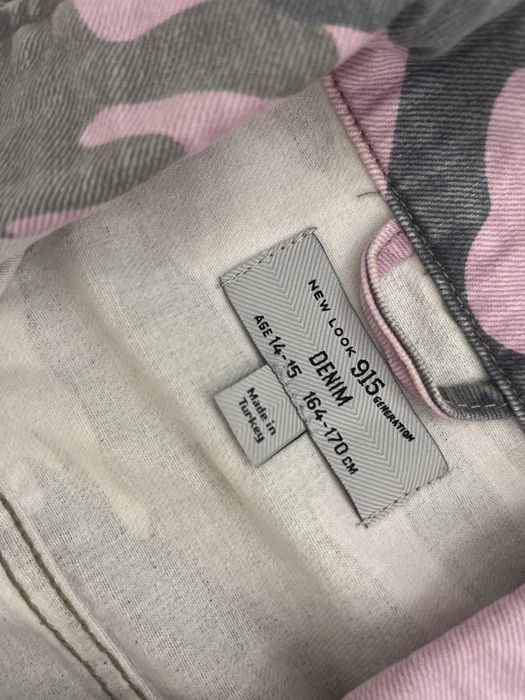 NEW LOOK 915 GENERATION
DENIM
AGE 14-15 164-170 CM
Made in
Turkey